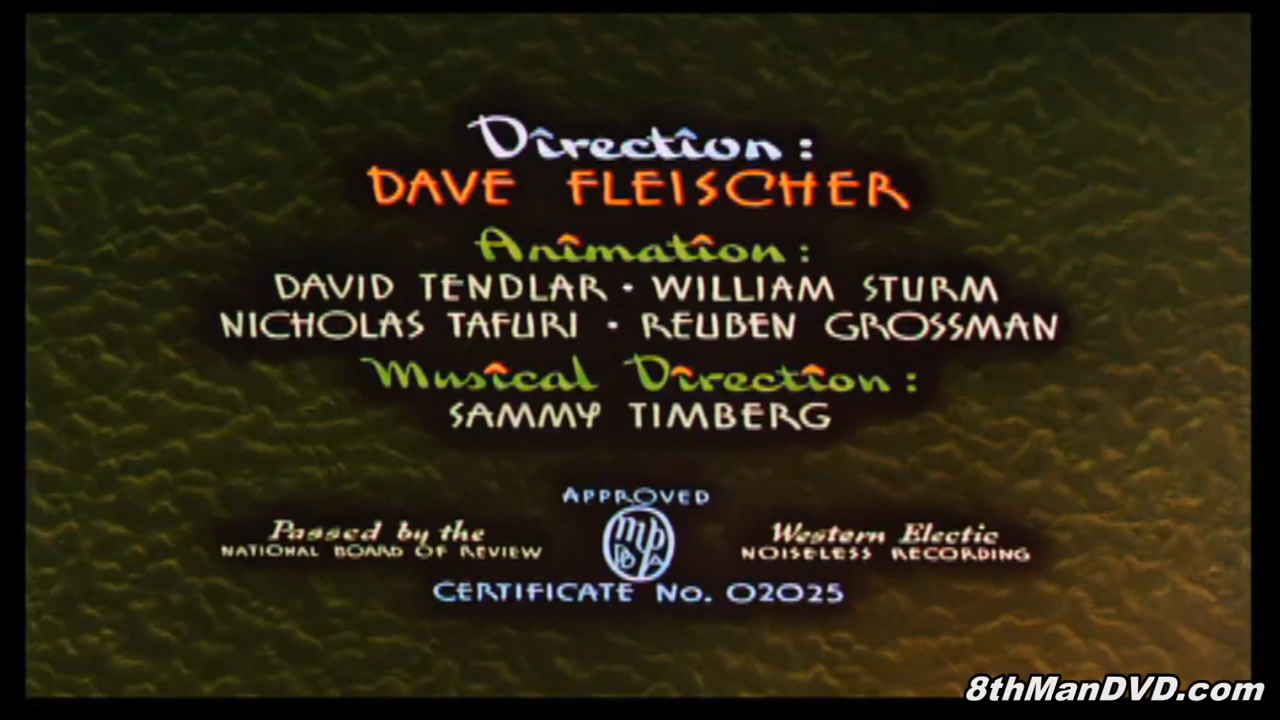 Direction:
DAVE FLEISCHER
Animation:
DAVID TENDLAR • WILLIAM STURM
NICHOLAS TAFURI • REUBEN GROSSMAN
Musical Direction:
SAMMY TIMBERG
APPROVED
Passed by the
NATIONAL BOARD OF REVIEW
MPPDA
Western Electic
NOISELESS RECORDING
CERTIFICATE No. 02025
8thManDVD.com